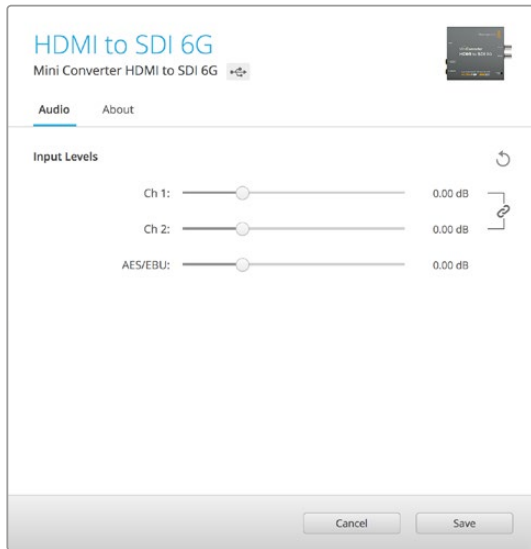 HDMI to SDI 6G
Mini Converter HDMI to SDI 6G
Audio About
Input Levels
Ch 1: 0.00 dB
Ch 2: 0.00 dB
AES/EBU: 0.00 dB
Cancel Save